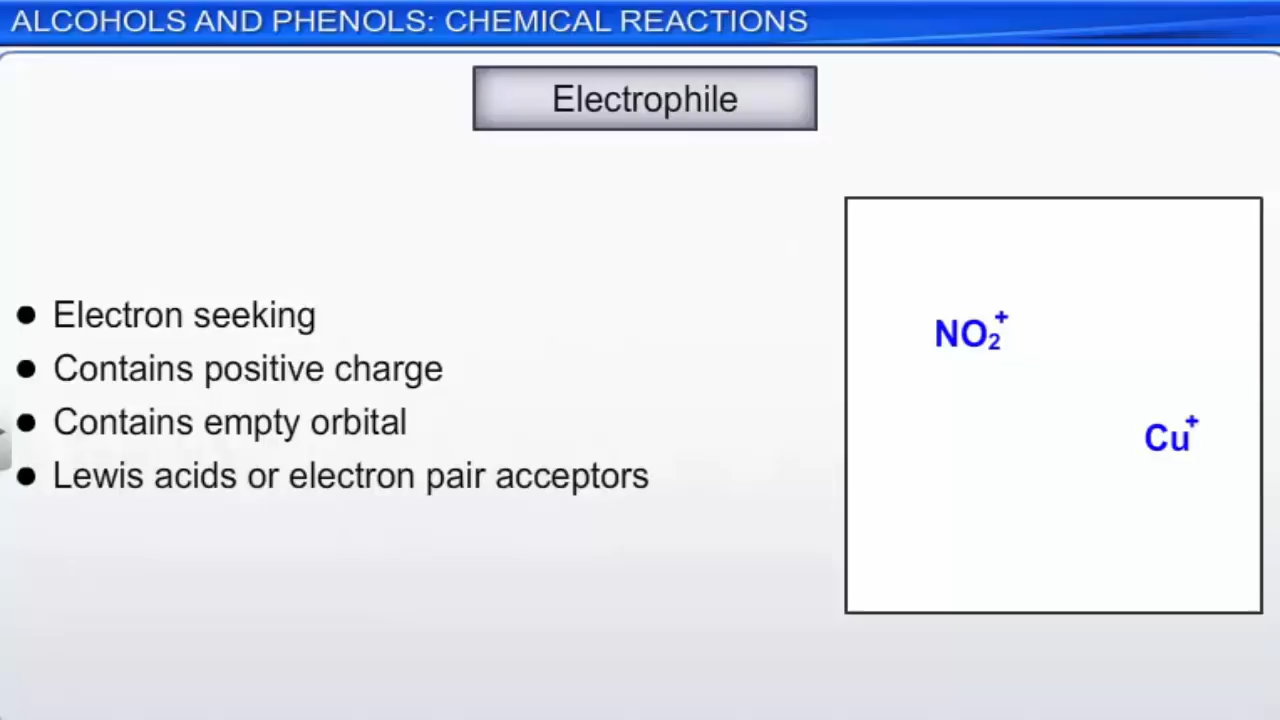 ALCOHOLS AND PHENOLS: CHEMICAL REACTIONS
Electrophile
● Electron seeking
● Contains positive charge
● Contains empty orbital
● Lewis acids or electron pair acceptors
NO₂⁺
Cu⁺